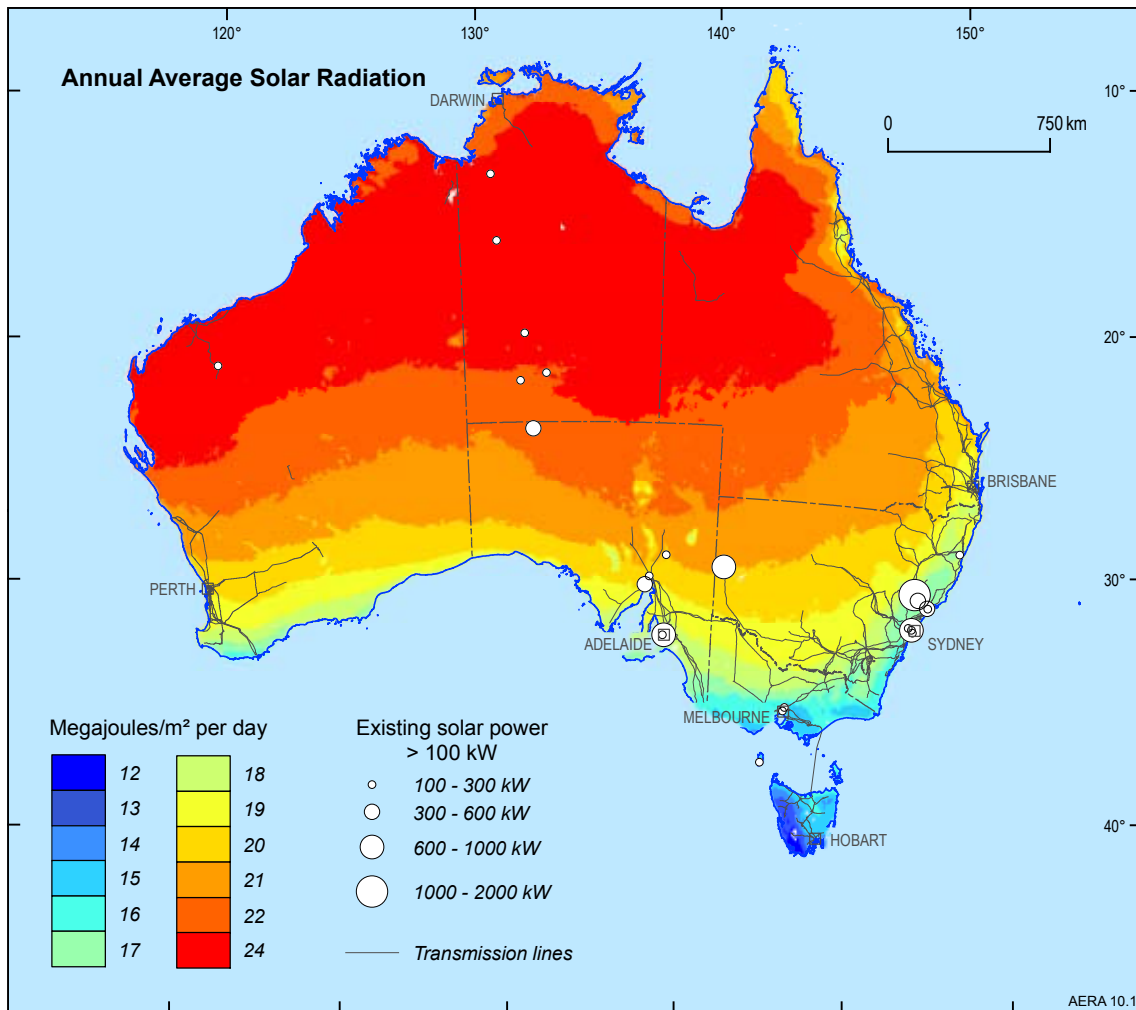 120° 130° 140° 150°
Annual Average Solar Radiation
DARWIN
10°
0 750 km
20°
BRISBANE
30°
PERTH
ADELAIDE
SYDNEY
MELBOURNE
40°
HOBART
Megajoules/m² per day
12 18
13 19
14 20
15 21
16 22
17 24
Existing solar power
> 100 kW
100 - 300 kW
300 - 600 kW
600 - 1000 kW
1000 - 2000 kW
Transmission lines
AERA 10.1